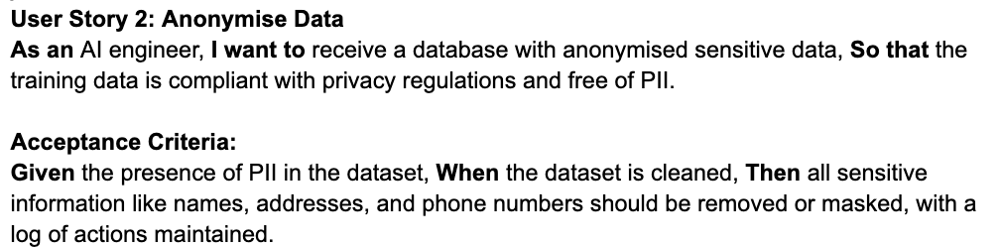 User Story 2: Anonymise Data
As an AI engineer, I want to receive a database with anonymised sensitive data, So that the
training data is compliant with privacy regulations and free of PII.
Acceptance Criteria:
Given the presence of PII in the dataset, When the dataset is cleaned, Then all sensitive
information like names, addresses, and phone numbers should be removed or masked, with a
log of actions maintained.